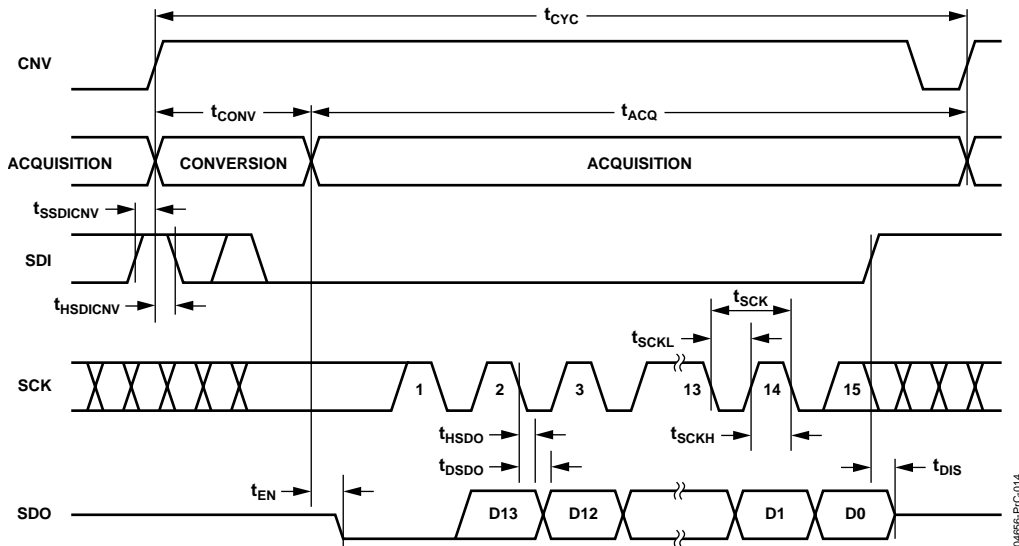 tCYC
CNV
tCONV
tACQ
ACQUISITION
CONVERSION
ACQUISITION
tSSDICNV
SDI
tHSDICNV
tSCK
tSCKL
SCK
1
2
3
13
14
15
tHSDO
tSCKH
tDSDO
tEN
tDIS
SDO
D13
D12
D1
D0
04656-PrC-014